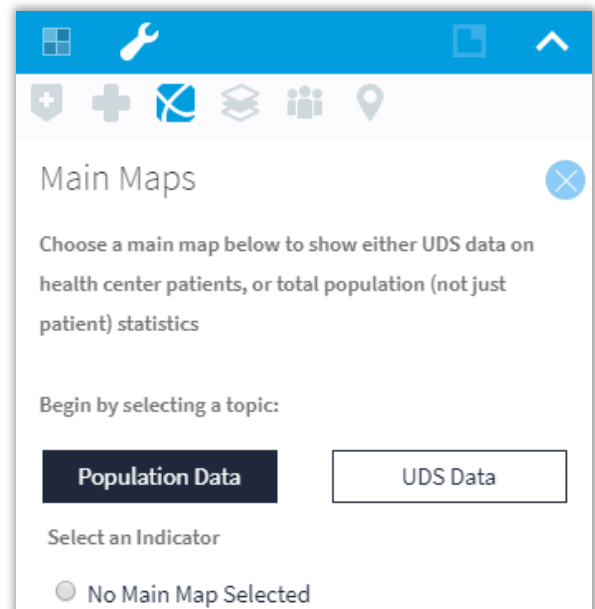 Main Maps
Choose a main map below to show either UDS data on
health center patients, or total population (not just
patient) statistics
Begin by selecting a topic:
Population Data
UDS Data
Select an Indicator
No Main Map Selected